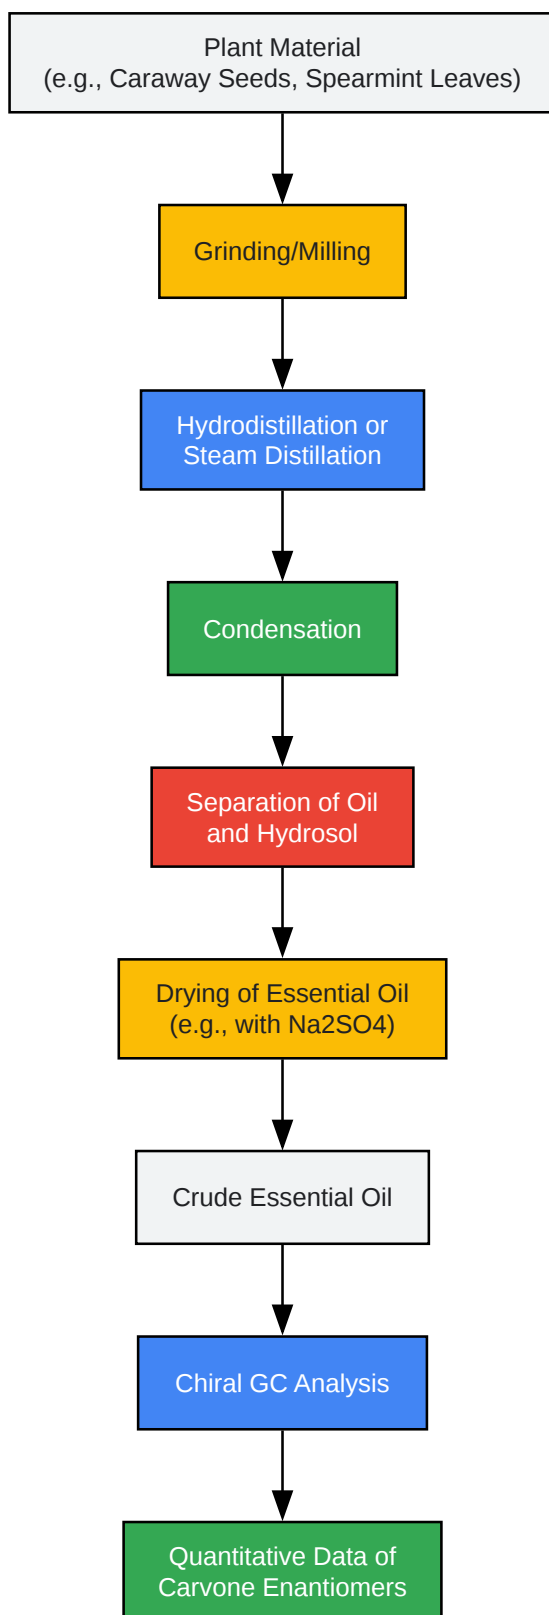 Plant Material
(e.g., Caraway Seeds, Spearmint Leaves)
Grinding/Milling
Hydrodistillation or
Steam Distillation
Condensation
Separation of Oil
and Hydrosol
Drying of Essential Oil
(e.g., with Na2SO4)
Crude Essential Oil
Chiral GC Analysis
Quantitative Data of
Carvone Enantiomers